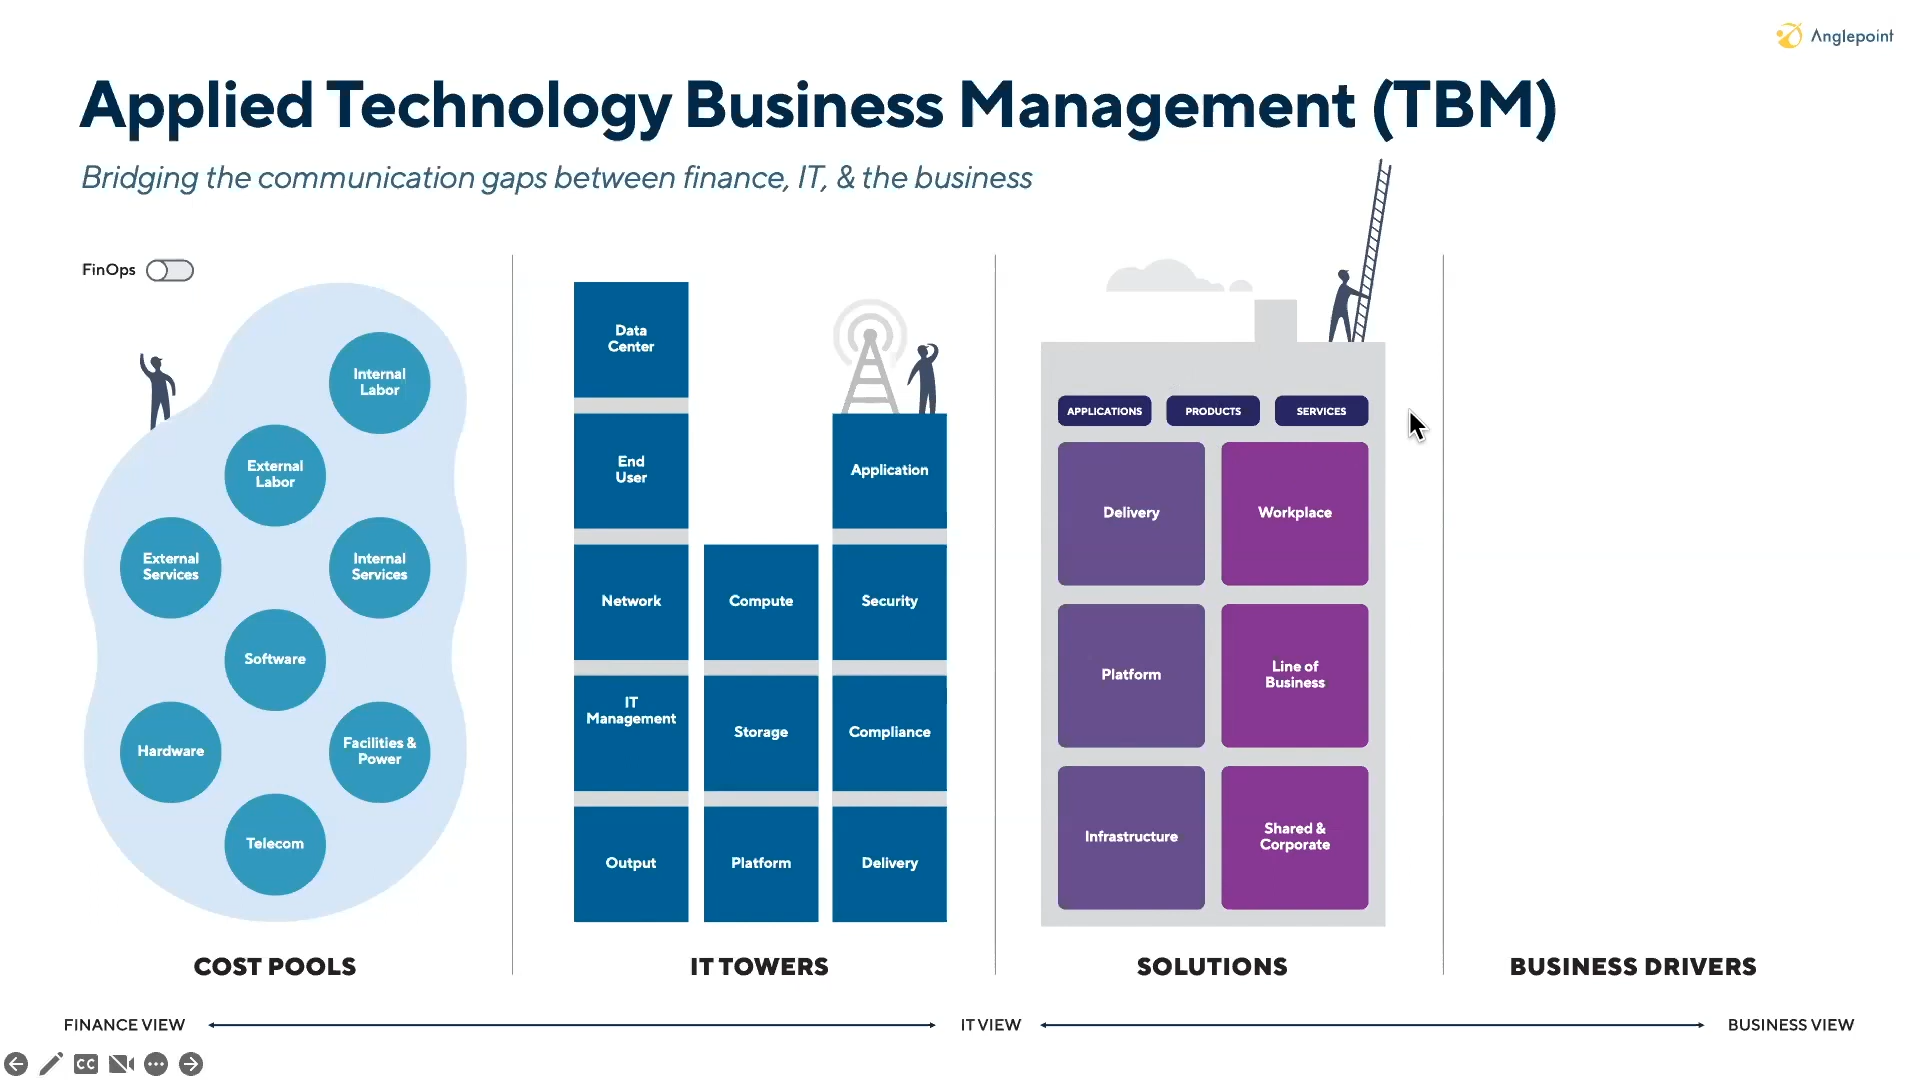 Anglepoint
Applied Technology Business Management (TBM)
Bridging the communication gaps between finance, IT, & the business
FinOps
Internal
Labor
External
Labor
External
Services
Internal
Services
Software
Hardware
Facilities &
Power
Telecom
COST POOLS
Data
Center
End
User
Application
Network
Compute
Security
IT
Management
Storage
Compliance
Output
Platform
Delivery
IT TOWERS
APPLICATIONS
PRODUCTS
SERVICES
Delivery
Workplace
Platform
Line of
Business
Infrastructure
Shared &
Corporate
SOLUTIONS
BUSINESS DRIVERS
FINANCE VIEW
IT VIEW
BUSINESS VIEW
CC